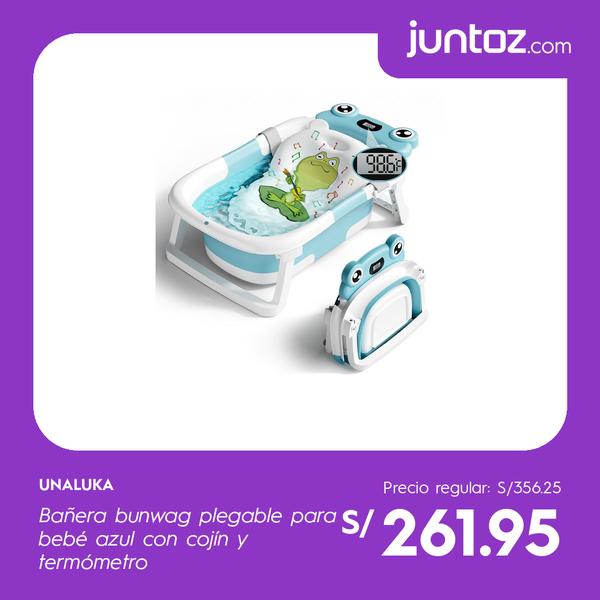 juntoz.com
98.6°F
UNALUKA
Bañera bunwag plegable para
bebé azul con cojín y
termómetro
Precio regular: S/356.25
S/ 261.95